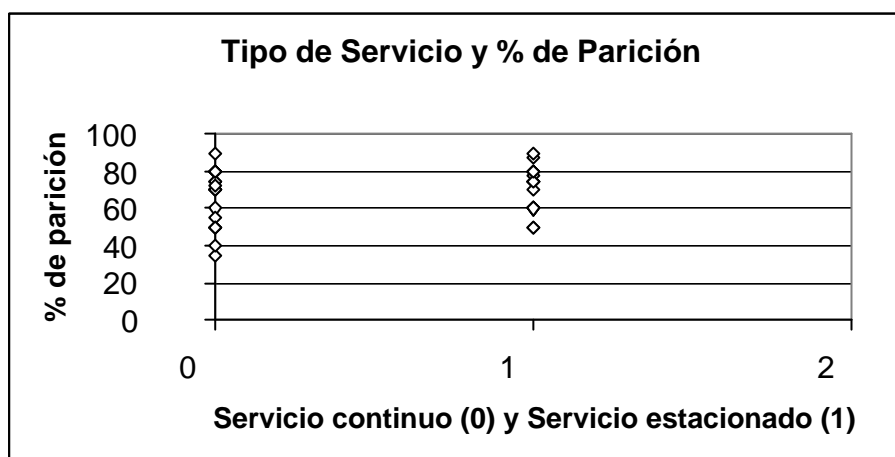 Tipo de Servicio y % de Parición
% de parición
100
80
60
40
20
0
0 1 2
Servicio continuo (0) y Servicio estacionado (1)